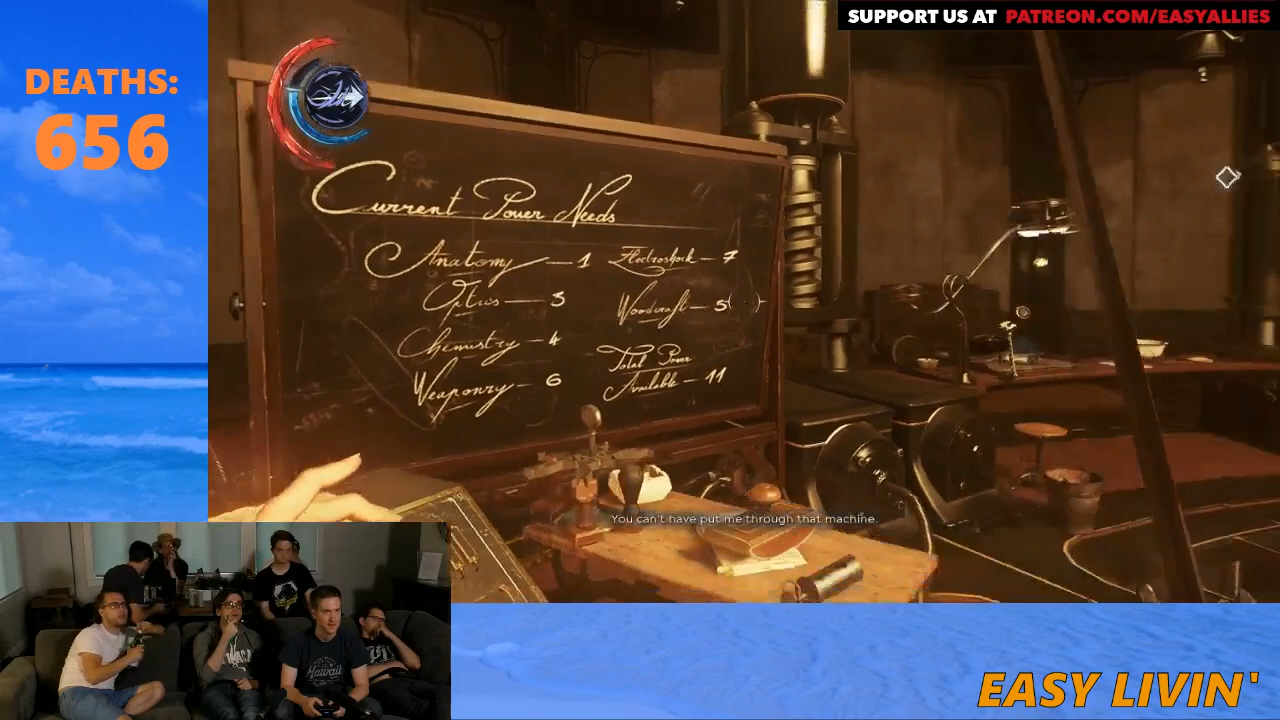 SUPPORT US AT PATREON.COM/EASYALLIES
DEATHS:
656
Current Power Needs
Anatomy — 1 Electroshock — 7
Optics — 3 Woodcraft — 5
Chemistry — 4
Weaponry — 6
Total Power
Available — 11
You can't have put me through that machine.
Hawaii
EASY LIVIN'